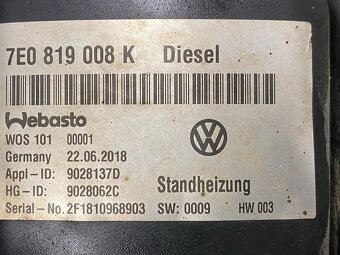 7E0 819 008 K Diesel
Webasto
WOS 101 00001
Germany 22.06.2018
Appl-ID: 9028137D
HG-ID: 9028062C
Standheizung
Serial-No.:2F1810968903 SW: 0009 HW 003